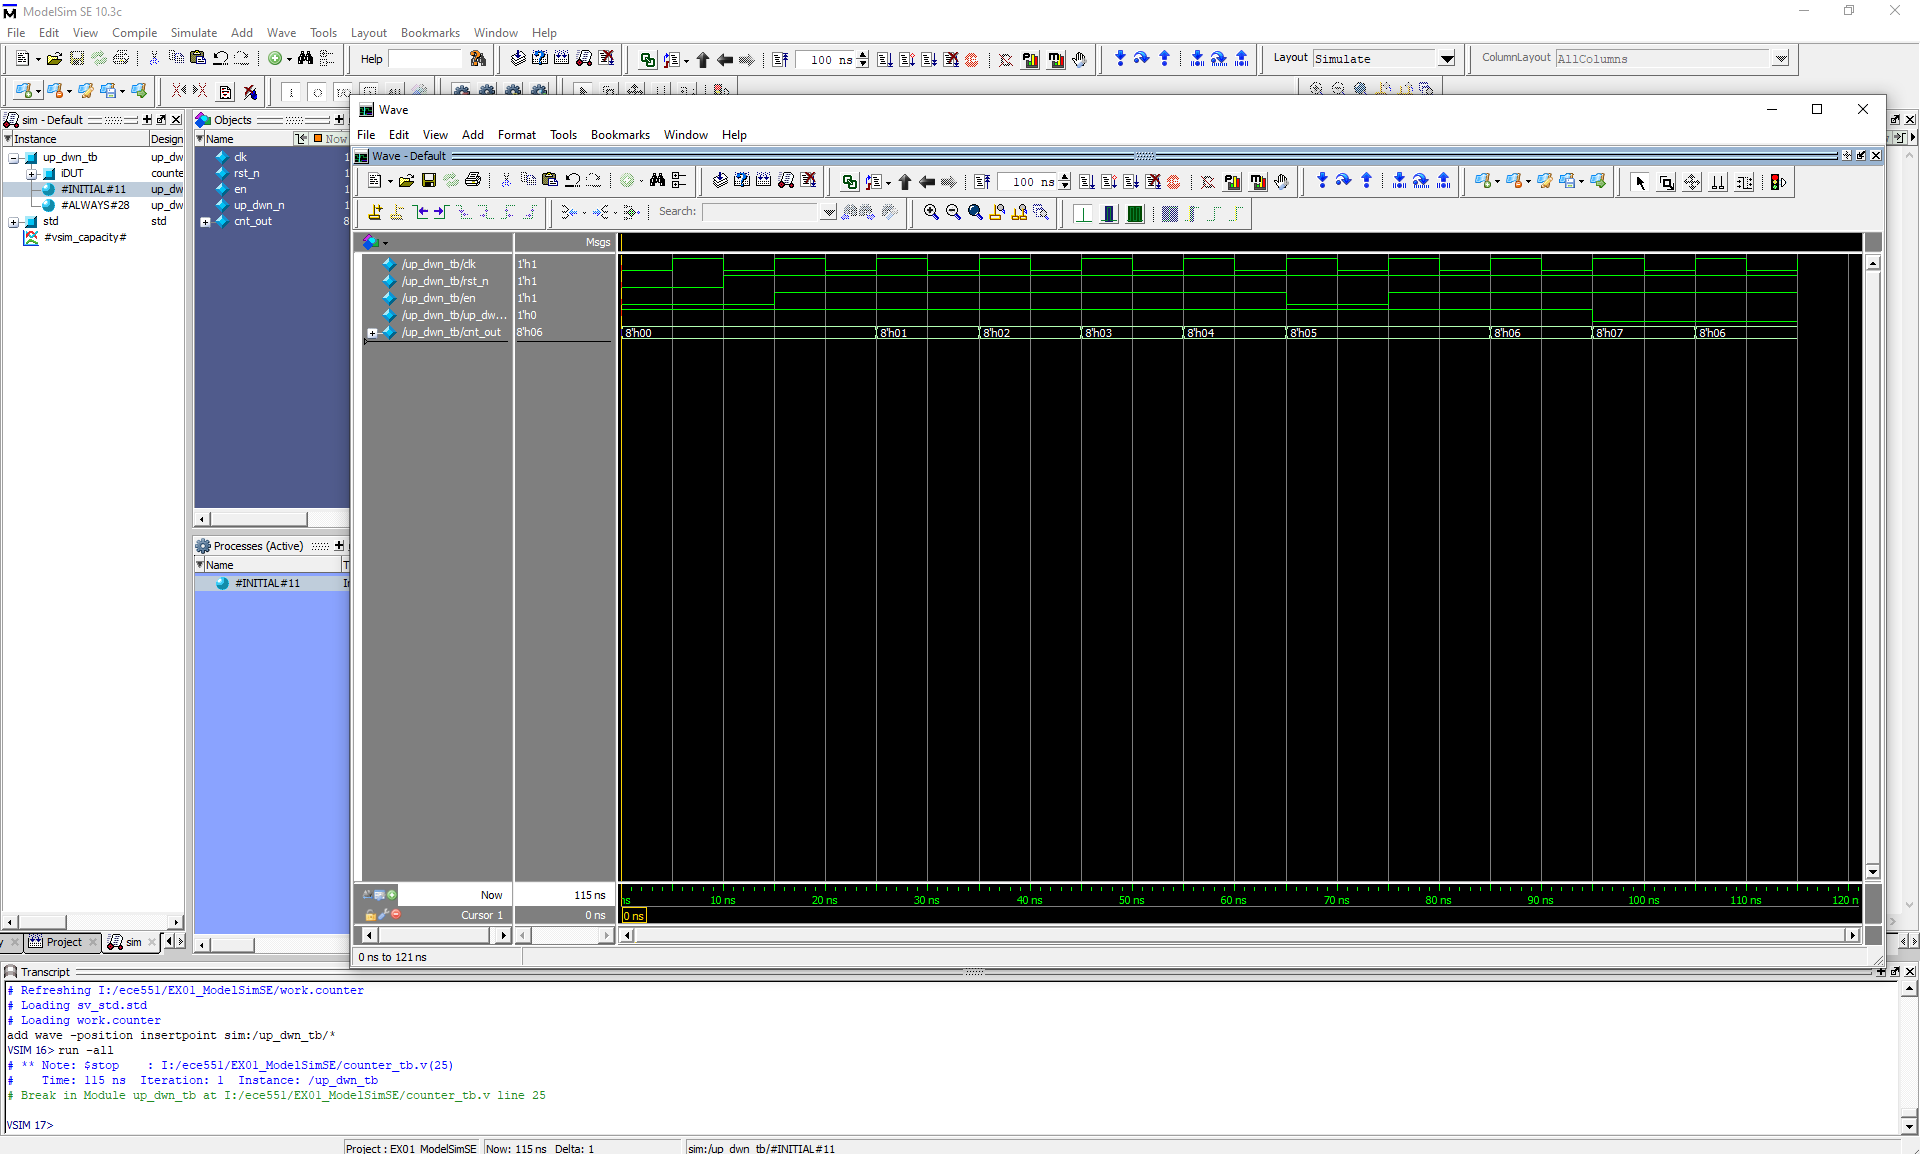 ModelSim SE 10.3c
File Edit View Compile Simulate Add Wave Tools Layout Bookmarks Window Help
Help 100 ns Layout Simulate ColumnLayout AllColumns
sim - Default
Instance Design
up_dwn_tb up_dw
iDUT counte
#INITIAL#11 up_dw
#ALWAYS#28 up_dw
std std
#vsim_capacity#
Objects
Name Now
clk 1
rst_n 1
en 1
up_dwn_n 1
cnt_out 8
Processes (Active)
Name T
#INITIAL#11 I
Wave
File Edit View Add Format Tools Bookmarks Window Help
Wave - Default
100 ns
Search:
Msgs
/up_dwn_tb/clk 1'h1
/up_dwn_tb/rst_n 1'h1
/up_dwn_tb/en 1'h1
/up_dwn_tb/up_dw... 1'h0
/up_dwn_tb/cnt_out 8'h06 8'h00 8'h01 8'h02 8'h03 8'h04 8'h05 8'h06 8'h07 8'h06
Now 115 ns ns 10 ns 20 ns 30 ns 40 ns 50 ns 60 ns 70 ns 80 ns 90 ns 100 ns 110 ns 120 n
Cursor 1 0 ns 0 ns
0 ns to 121 ns
Project sim
Transcript
# Refreshing I:/ece551/EX01_ModelSimSE/work.counter
# Loading sv_std.std
# Loading work.counter
add wave -position insertpoint sim:/up_dwn_tb/*
VSIM 16> run -all
# ** Note: $stop : I:/ece551/EX01_ModelSimSE/counter_tb.v(25)
# Time: 115 ns Iteration: 1 Instance: /up_dwn_tb
# Break in Module up_dwn_tb at I:/ece551/EX01_ModelSimSE/counter_tb.v line 25
VSIM 17>
Project : EX01_ModelSimSE Now: 115 ns Delta: 1 sim:/up_dwn_tb/#INITIAL#11